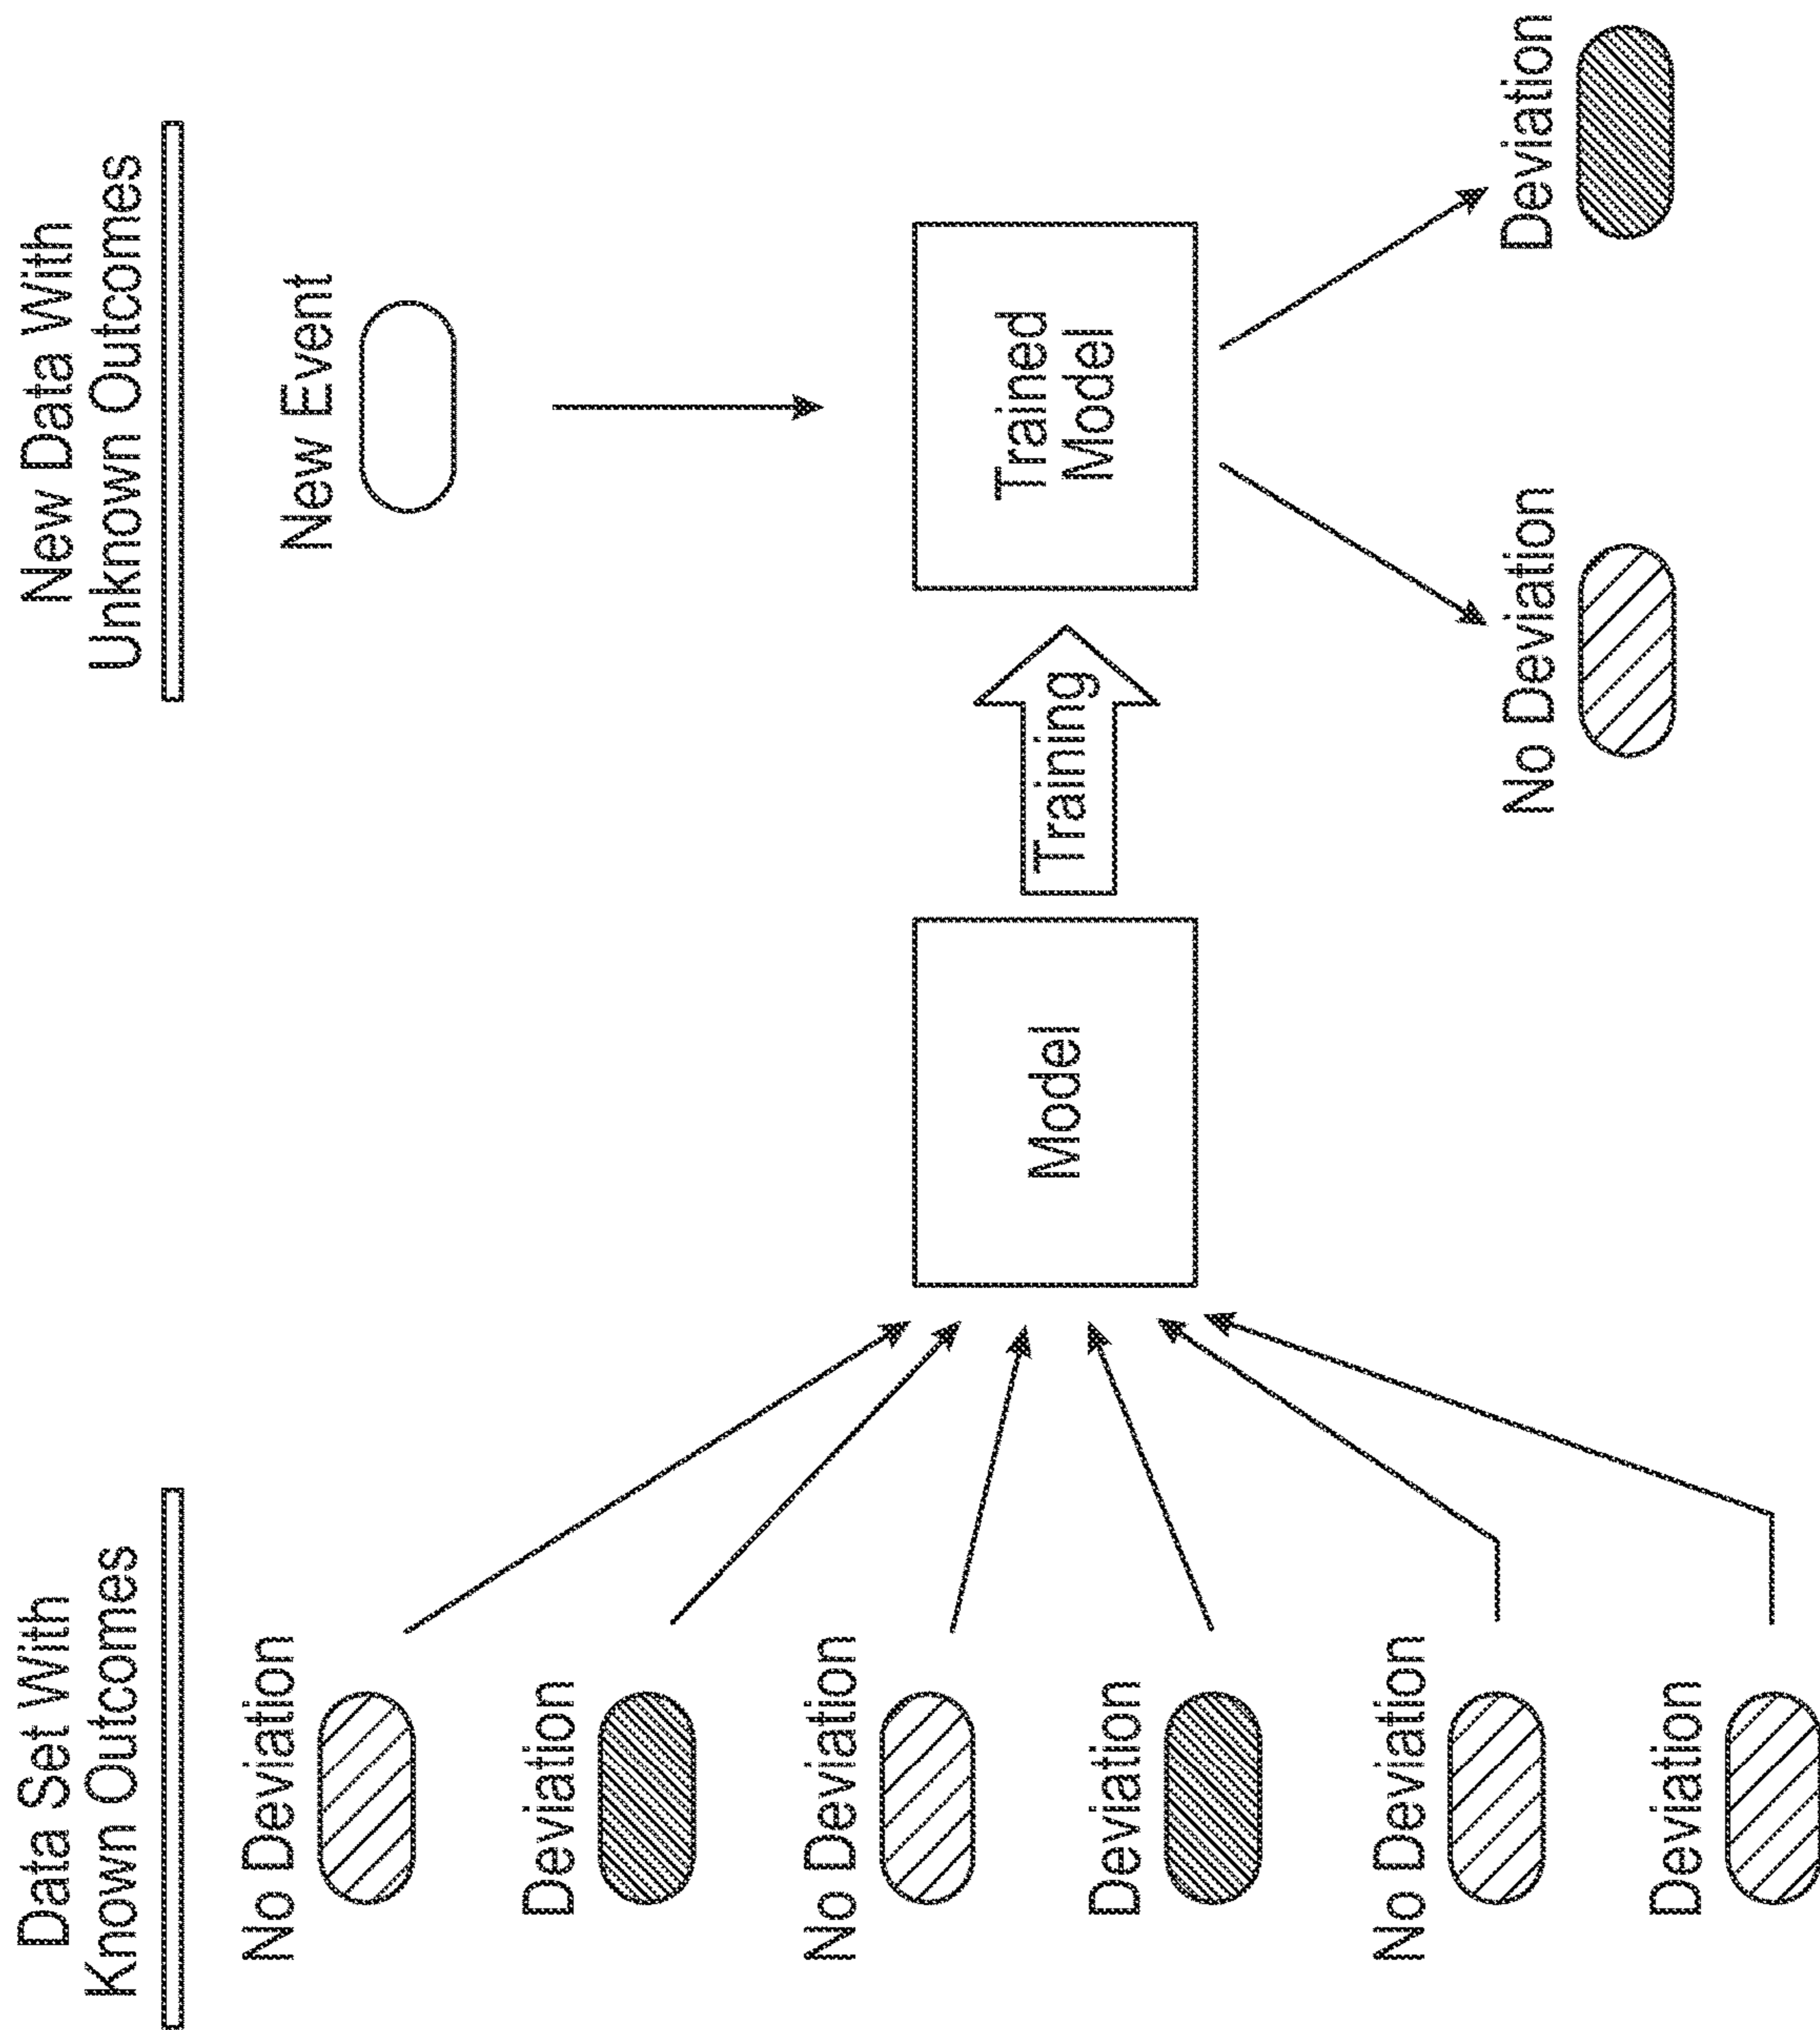 Data Set With
Known Outcomes
No Deviation
Deviation
No Deviation
Deviation
No Deviation
Deviation
Model
Training
New Data With
Unknown Outcomes
New Event
Trained
Model
No Deviation
Deviation